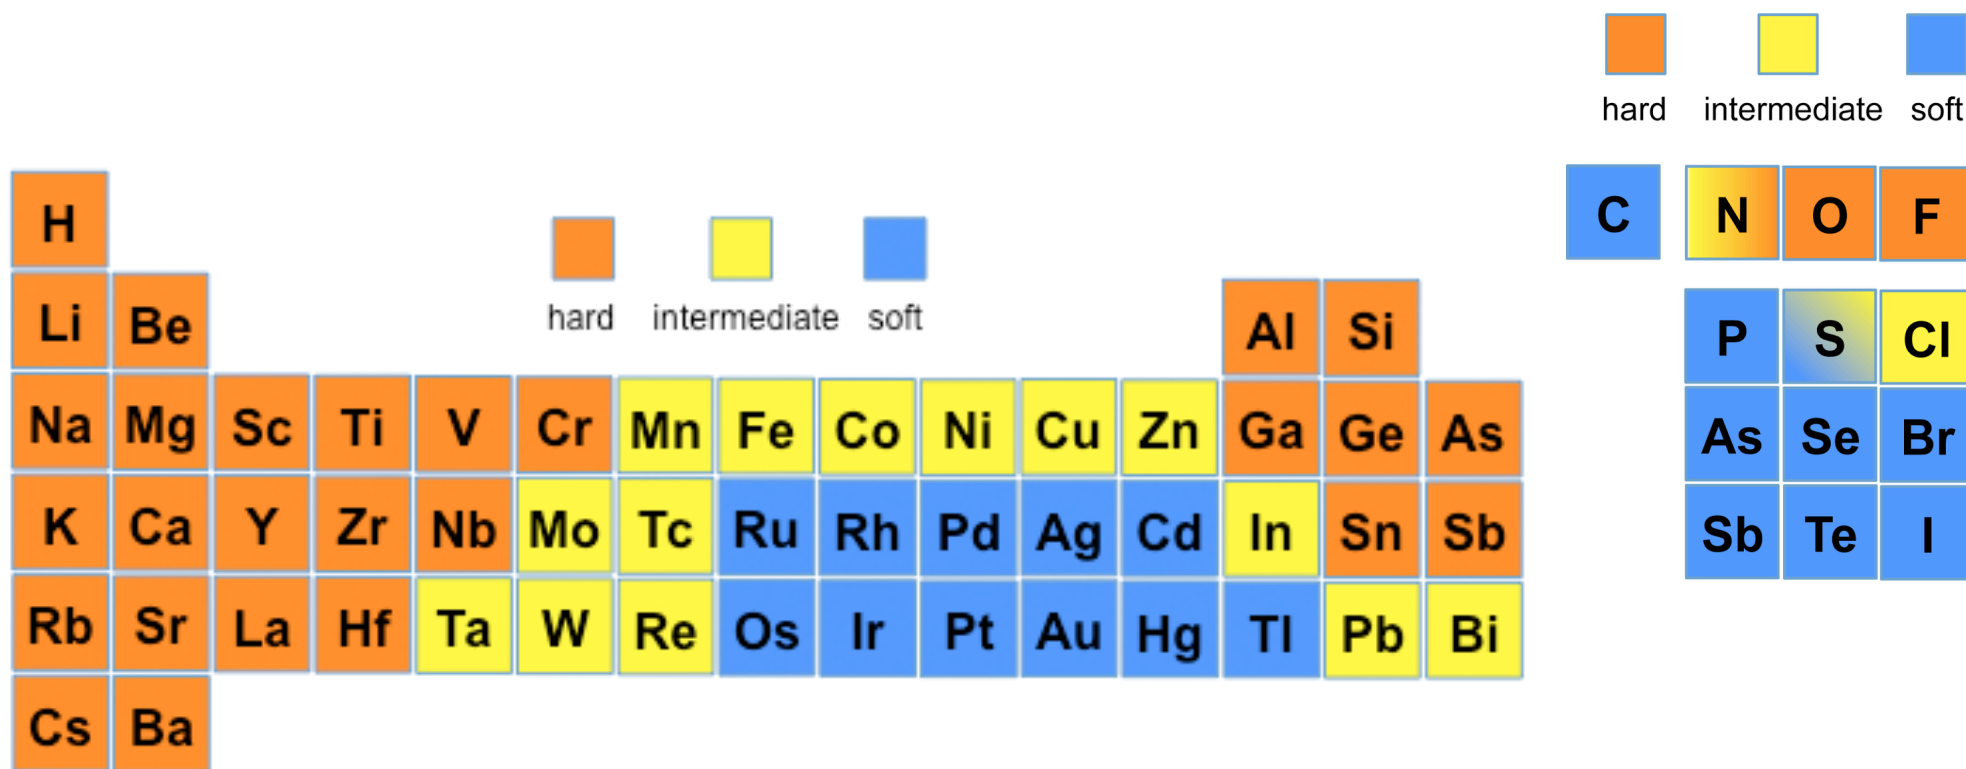 hard intermediate soft
C N O F
H
hard intermediate soft
Li Be Al Si
P S Cl
Na Mg Sc Ti V Cr Mn Fe Co Ni Cu Zn Ga Ge As
As Se Br
K Ca Y Zr Nb Mo Tc Ru Rh Pd Ag Cd In Sn Sb
Sb Te I
Rb Sr La Hf Ta W Re Os Ir Pt Au Hg Tl Pb Bi
Cs Ba